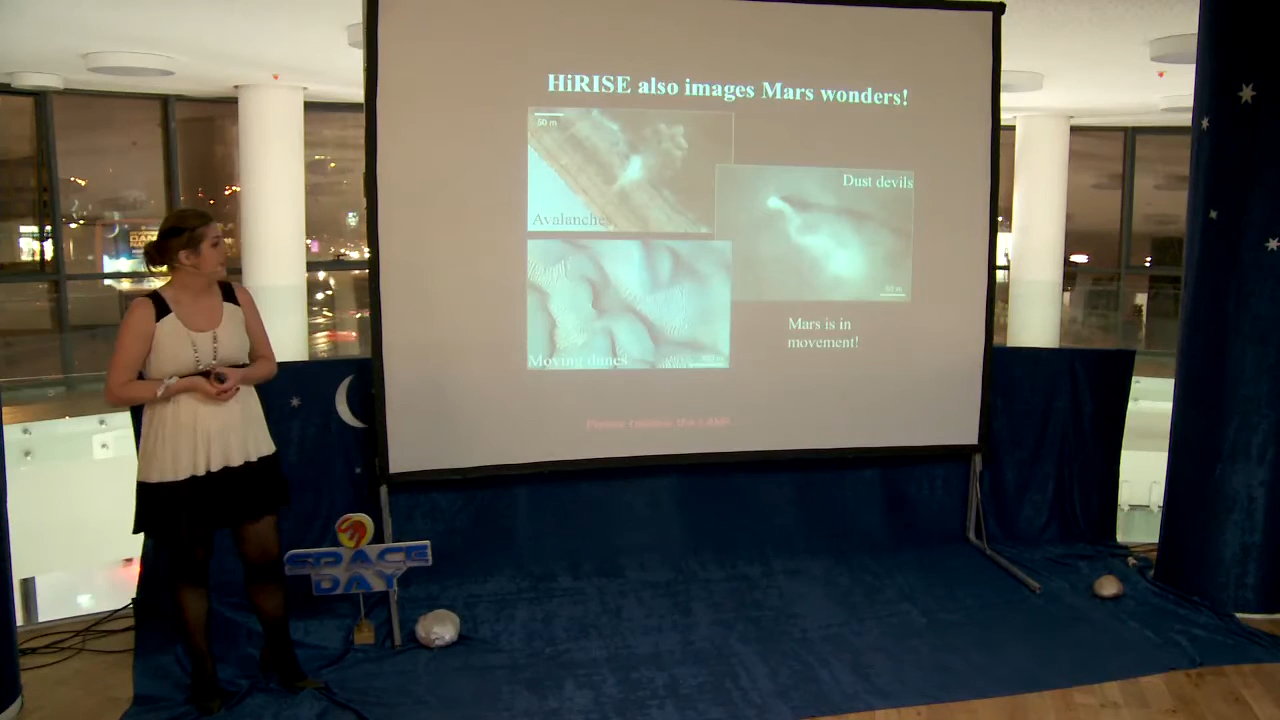 HiRISE also images Mars wonders!
50 m
Avalanches
Dust devils
50 m
Moving dunes
Mars is in
movement!
SPACE
DAY